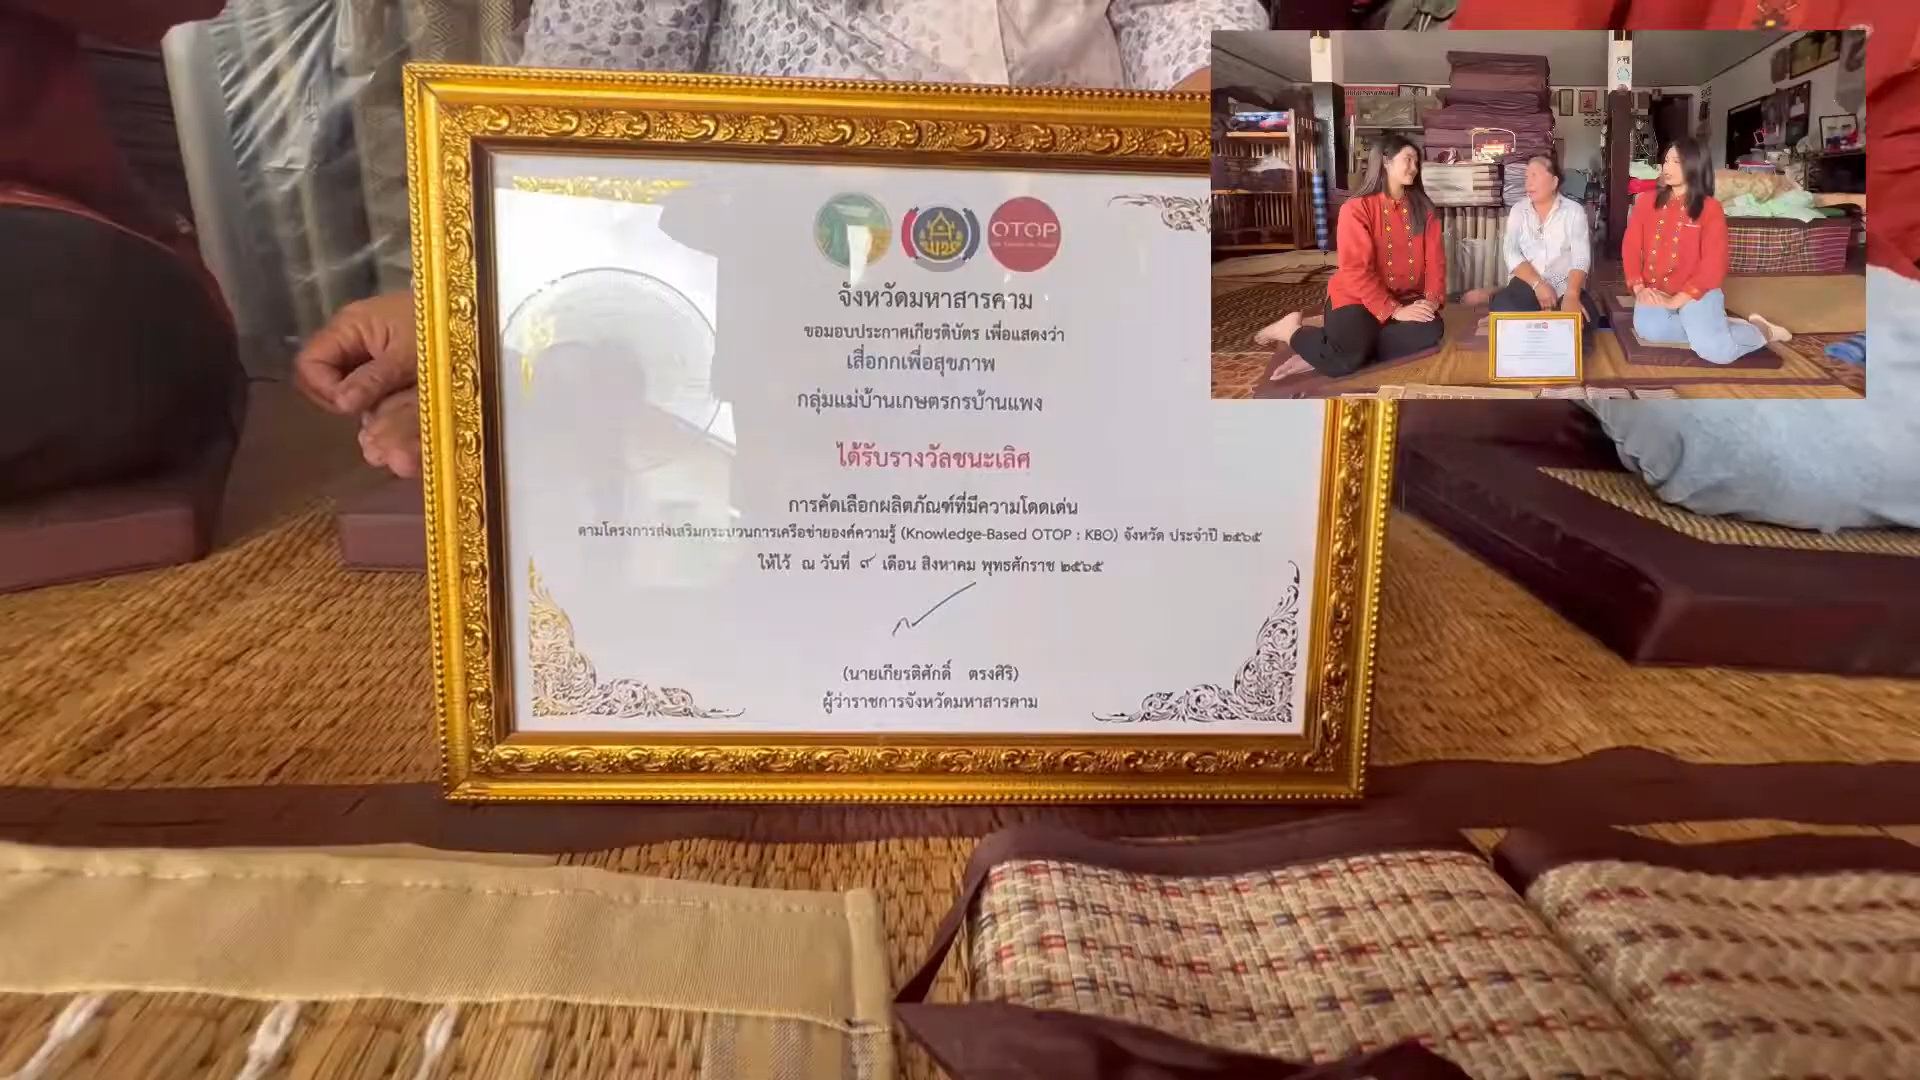 OTOP
จังหวัดมหาสารคาม
ขอมอบประกาศเกียรติบัตร เพื่อแสดงว่า
เสื่อกกเพื่อสุขภาพ
กลุ่มแม่บ้านเกษตรกรบ้านแพง
ได้รับรางวัลชนะเลิศ
การคัดเลือกผลิตภัณฑ์ที่มีความโดดเด่น
ตามโครงการส่งเสริมกระบวนการเครือข่ายองค์ความรู้ (Knowledge-Based OTOP : KBO) จังหวัด ประจำปี ๒๕๖๕
ให้ไว้ ณ วันที่ ๙ เดือน สิงหาคม พุทธศักราช ๒๕๖๕
(นายเกียรติศักดิ์ ตรงศิริ)
ผู้ว่าราชการจังหวัดมหาสารคาม